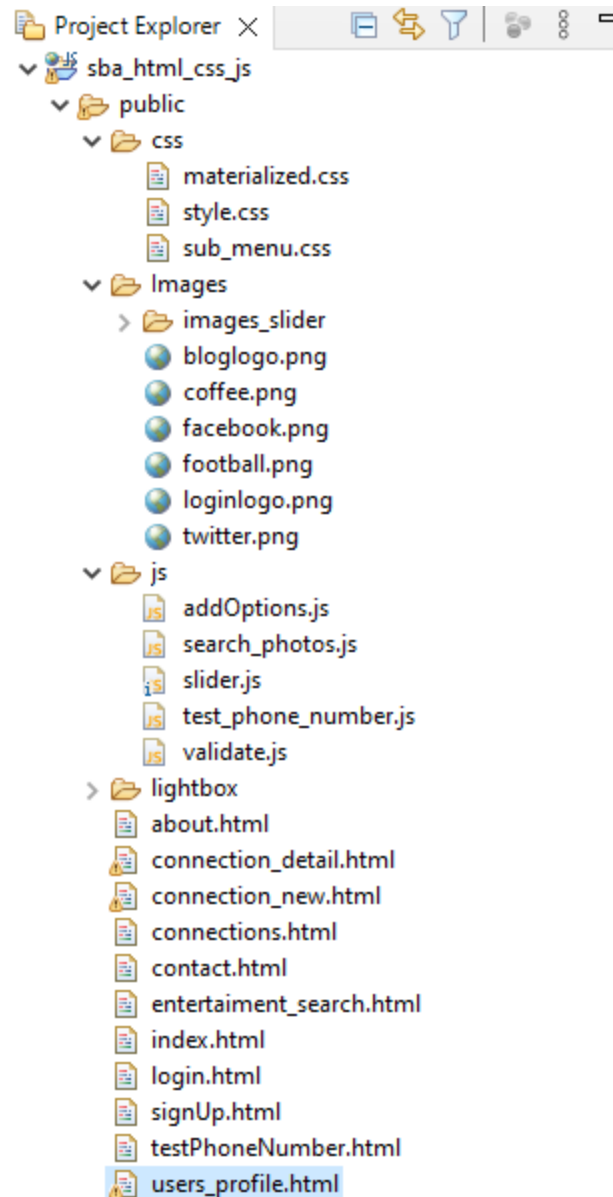 Project Explorer
sba_html_css_js
public
css
materialized.css
style.css
sub_menu.css
Images
images_slider
bloglogo.png
coffee.png
facebook.png
football.png
loginlogo.png
twitter.png
js
addOptions.js
search_photos.js
slider.js
test_phone_number.js
validate.js
lightbox
about.html
connection_detail.html
connection_new.html
connections.html
contact.html
entertaiment_search.html
index.html
login.html
signUp.html
testPhoneNumber.html
users_profile.html